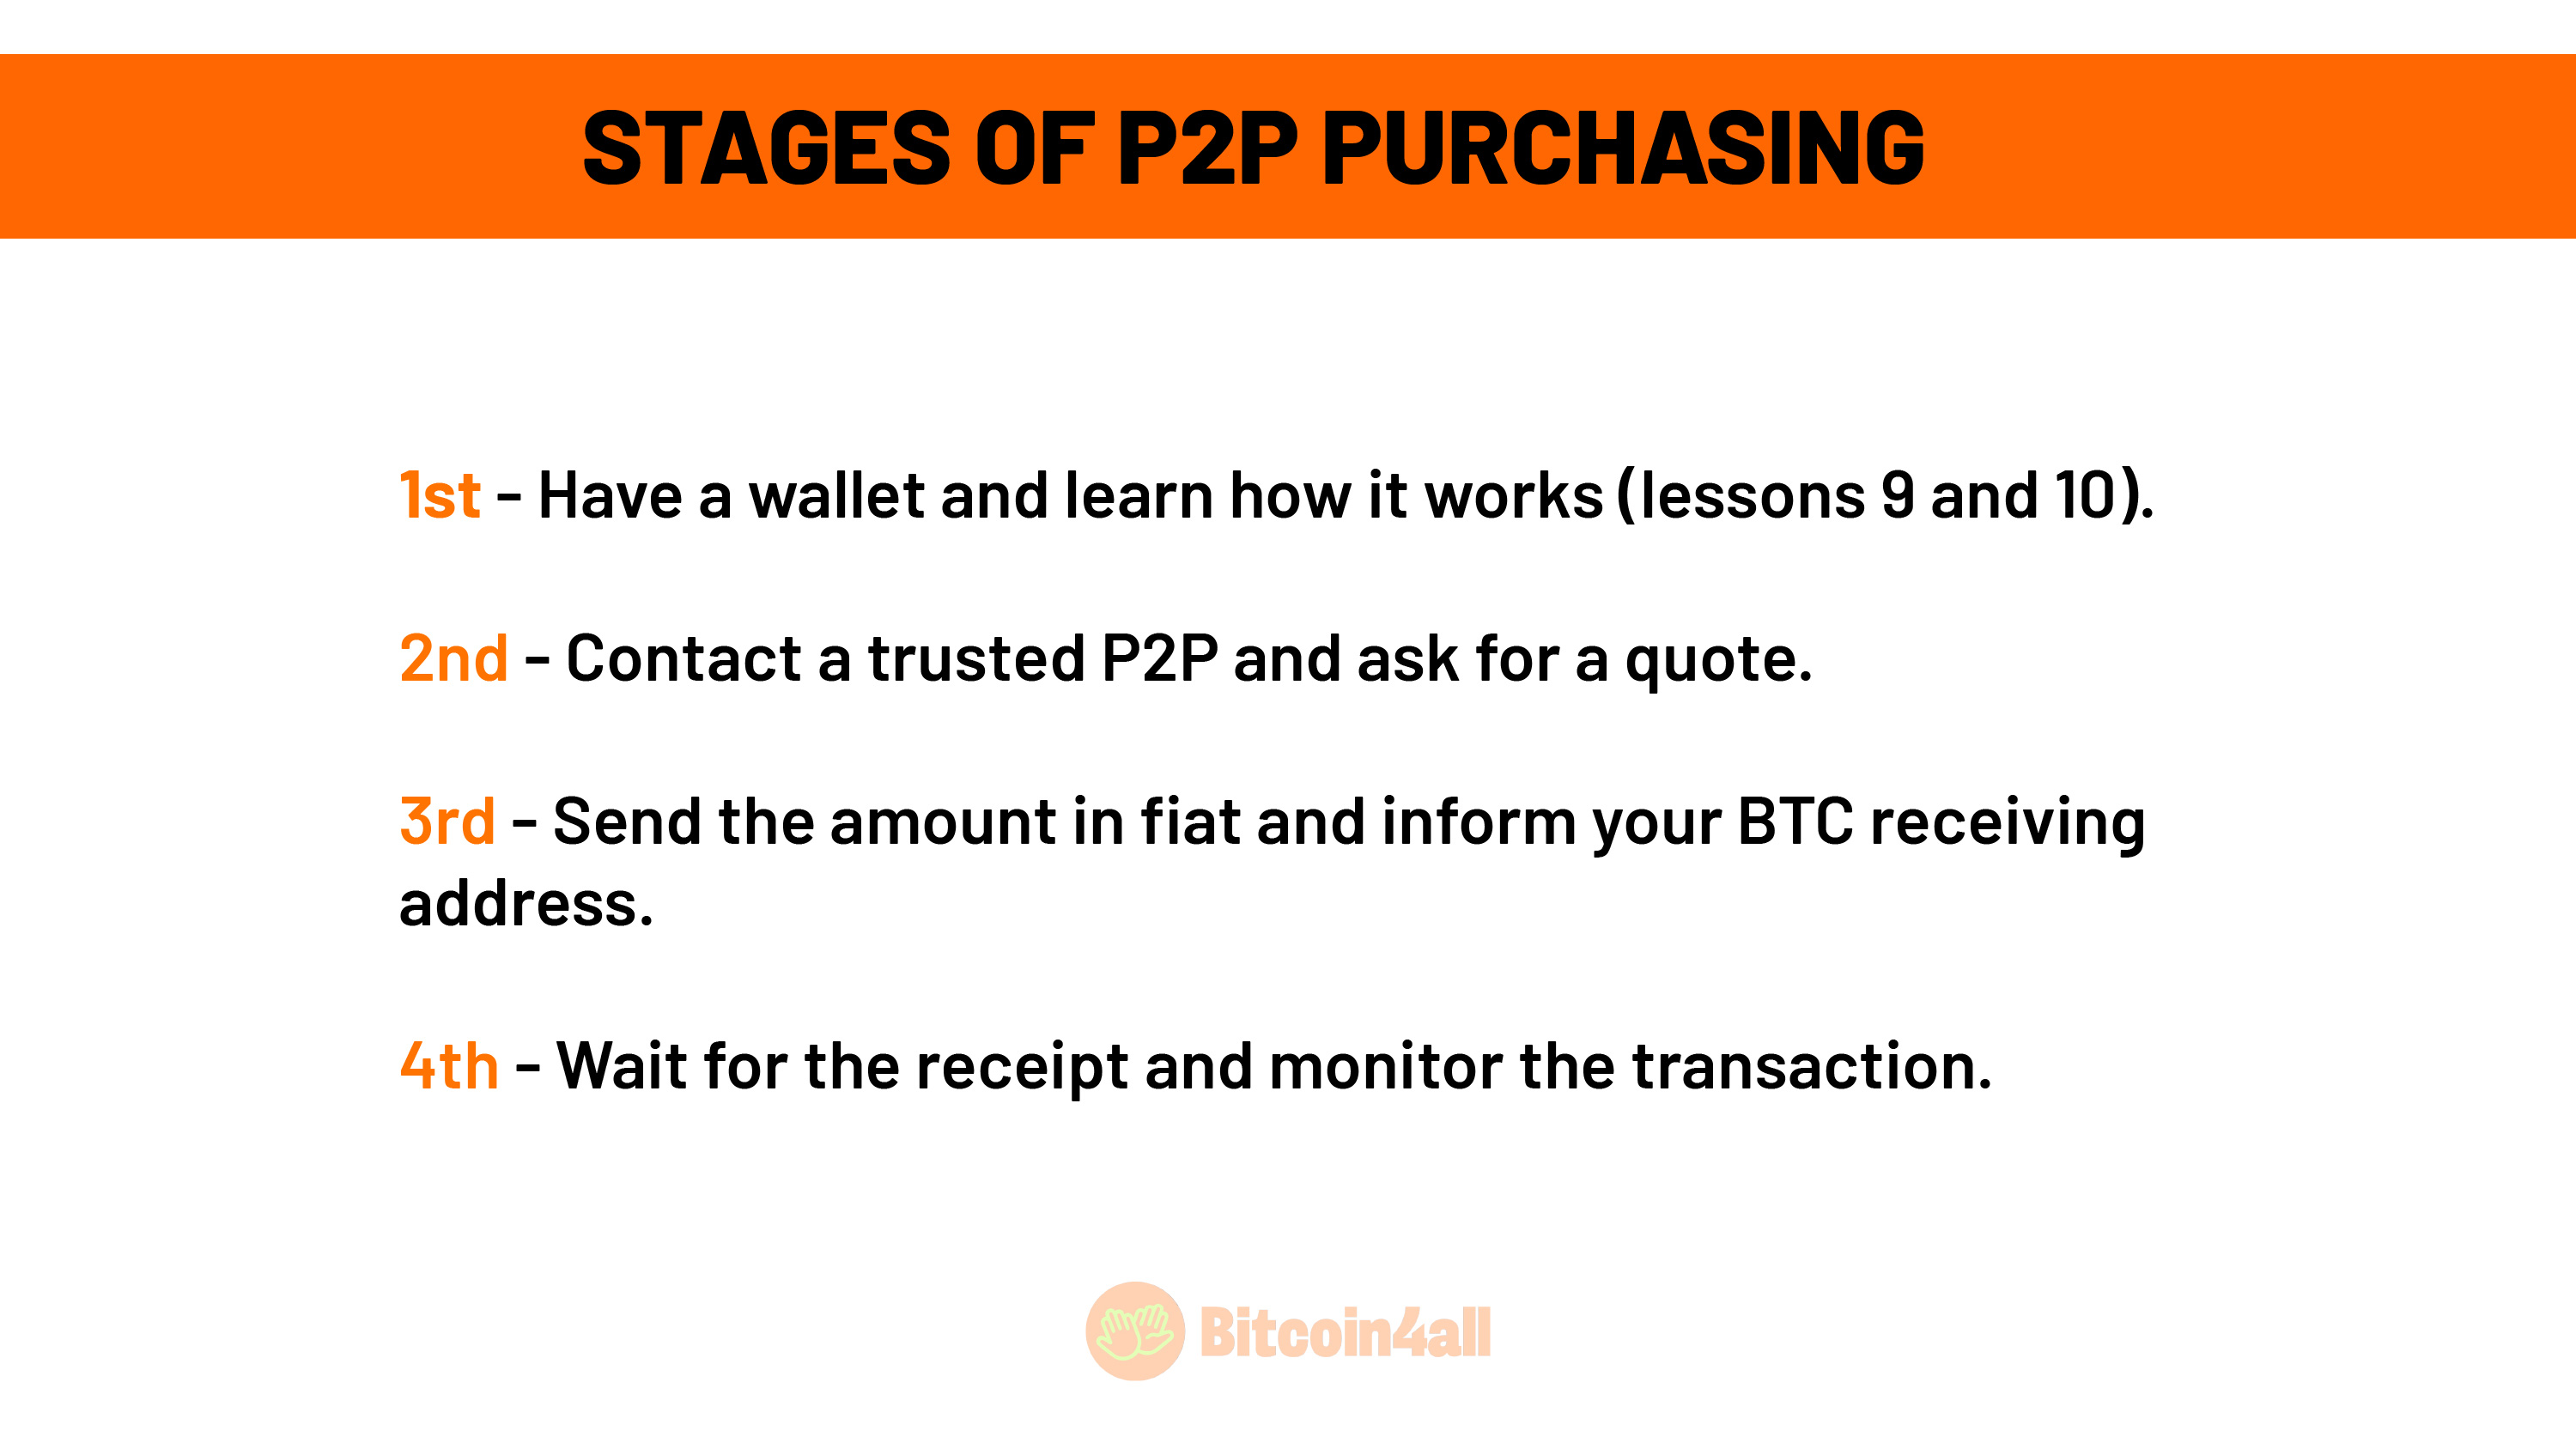 STAGES OF P2P PURCHASING
1st - Have a wallet and learn how it works (lessons 9 and 10).
2nd - Contact a trusted P2P and ask for a quote.
3rd - Send the amount in fiat and inform your BTC receiving
address.
4th - Wait for the receipt and monitor the transaction.
Bitcoin4all